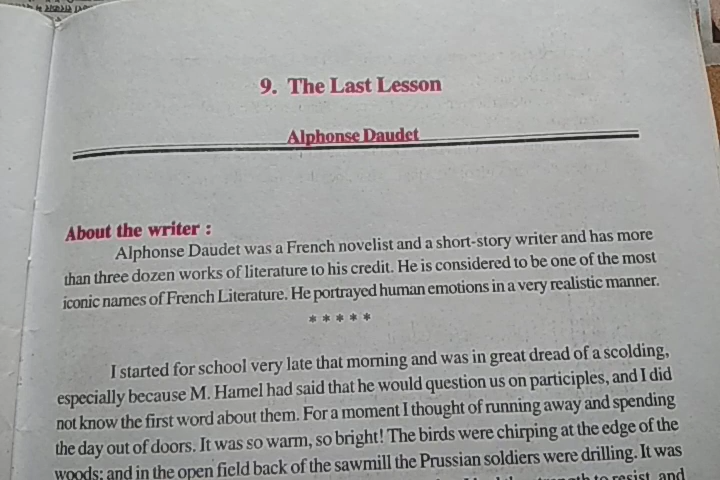 9. The Last Lesson
Alphonse Daudet
About the writer :
Alphonse Daudet was a French novelist and a short-story writer and has more
than three dozen works of literature to his credit. He is considered to be one of the most
iconic names of French Literature. He portrayed human emotions in a very realistic manner.
*****
I started for school very late that morning and was in great dread of a scolding,
especially because M. Hamel had said that he would question us on participles, and I did
not know the first word about them. For a moment I thought of running away and spending
the day out of doors. It was so warm, so bright! The birds were chirping at the edge of the
woods; and in the open field back of the sawmill the Prussian soldiers were drilling. It was
to resist, and